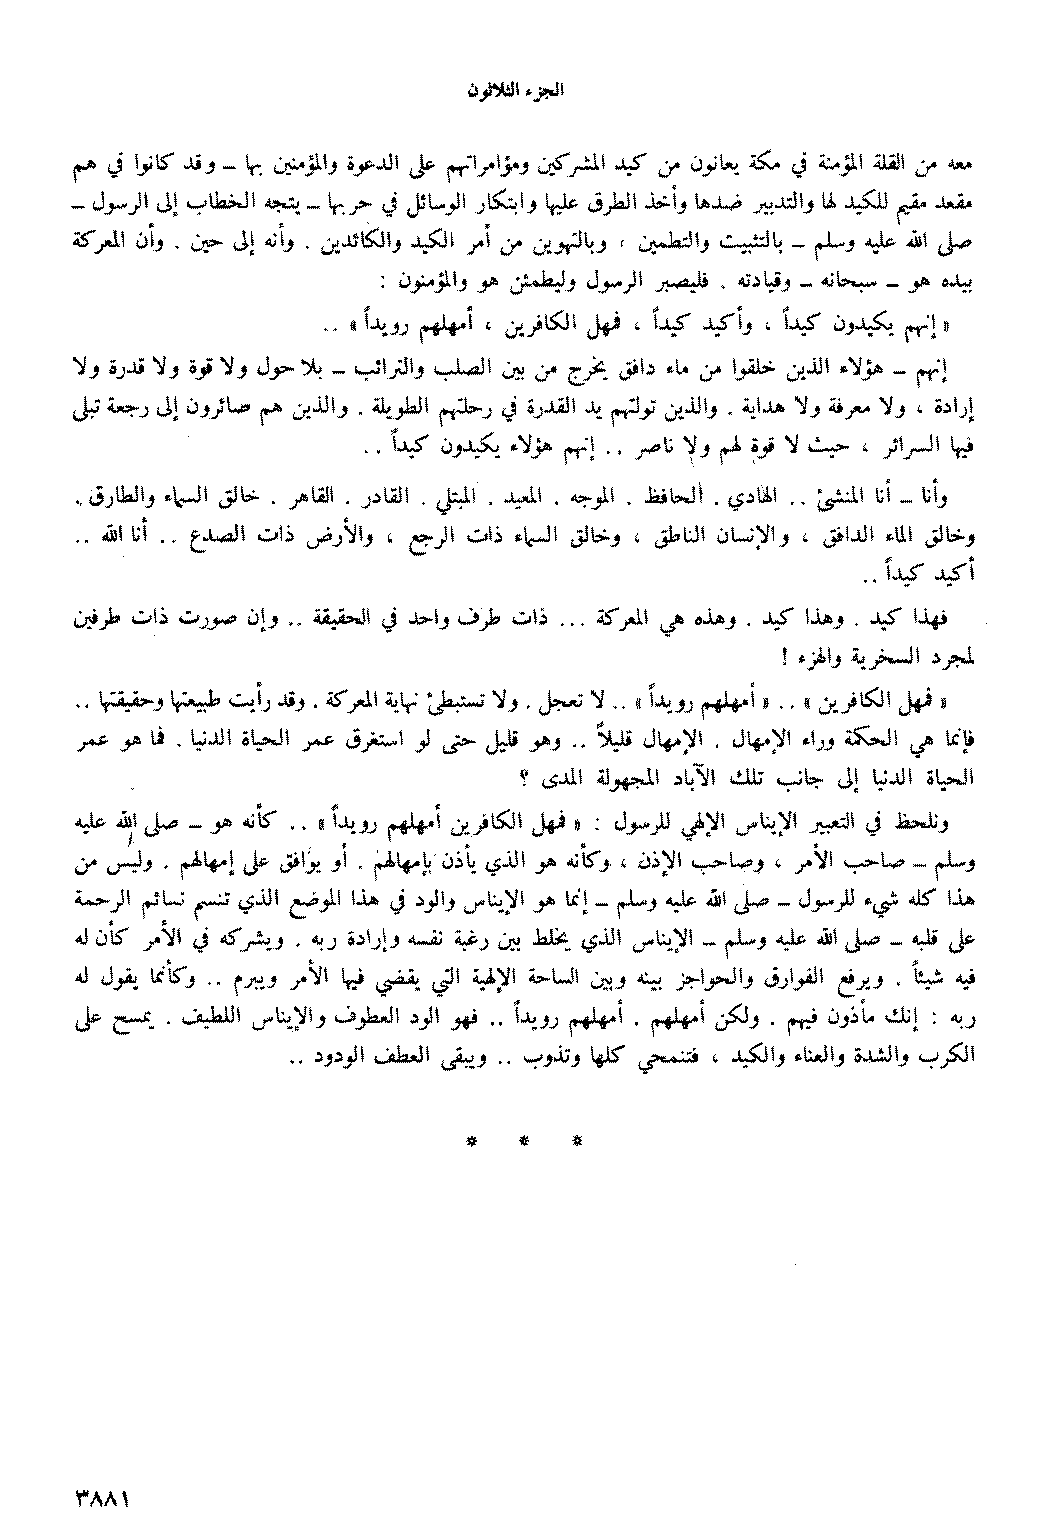 الجزء الثلاثون
معه من القلة المؤمنة في مكة يعانون من كيد المشركين ومؤامراتهم على الدعوة والمؤمنين بها – وقد كانوا في هم
مقعد مقيم للكيد لها والتدبير ضدها وأخذ الطرق عليها وابتكار الوسائل في حربها – يتجه الخطاب إلى الرسول –
صلى الله عليه وسلم – بالتثبيت والتطمين ، وبالتهوين من أمر الكيد والكائدين . وأنه إلى حين . وأن المعركة
بيده هو – سبحانه – وقيادته . فليصبر الرسول وليطمئن هو والمؤمنون :
« إنهم يكيدون كيداً ، وأكيد كيداً ، فمهل الكافرين ، أمهلهم رويداً » ..
إنهم – هؤلاء الذين خلقوا من ماء دافق يخرج من بين الصلب والترائب – بلا حول ولا قوة ولا قدرة ولا
إرادة ، ولا معرفة ولا هداية . والذين تولتهم يد القدرة في رحلتهم الطويلة . والذين هم صائرون إلى رجعة تبلى
فيها السرائر ، حيث لا قوة لهم ولا ناصر .. إنهم هؤلاء يكيدون كيداً ..
وأنا – أنا المنشئ .. الهادي . الحافظ . الموجه . المعيد . المبتلي . القادر . القاهر . خالق السماء والطارق .
وخالق الماء الدافق ، والإنسان الناطق ، وخالق السماء ذات الرجع ، والأرض ذات الصدع .. أنا الله ..
أكيد كيداً ..
فهذا كيد . وهذا كيد . وهذه هي المعركة ... ذات طرف واحد في الحقيقة .. وإن صورت ذات طرفين
لمجرد السخرية والهزء !
« فمهل الكافرين » .. « أمهلهم رويداً » .. لا تعجل . ولا تستبطئ نهاية المعركة . وقد رأيت طبيعتها وحقيقتها ..
فإنما هي الحكمة وراء الإمهال . الإمهال قليلاً .. وهو قليل حتى لو استغرق عمر الحياة الدنيا . فما هو عمر
الحياة الدنيا إلى جانب تلك الآباد المجهولة المدى ؟
ونلحظ في التعبير الإيناس الإلهي للرسول : « فمهل الكافرين أمهلهم رويداً » .. كأنه هو – صلى الله عليه
وسلم – صاحب الأمر ، وصاحب الإذن ، وكأنه هو الذي يأذن بإمهالهم . أو يوافق على إمهالهم . وليس من
هذا كله شيء للرسول – صلى الله عليه وسلم – إنما هو الإيناس والود في هذا الموضع الذي تنسم نسائم الرحمة
على قلبه – صلى الله عليه وسلم – الإيناس الذي يخلط بين رغبة نفسه وإرادة ربه . ويشركه في الأمر كأن له
فيه شيئاً . ويرفع الفوارق والحواجز بينه وبين الساحة الإلهية التي يقضي فيها الأمر ويبرم .. وكأنما يقول له
ربه : إنك مأذون فيهم . ولكن أمهلهم . أمهلهم رويداً .. فهو الود العطوف والإيناس اللطيف . يمسح على
الكرب والشدة والعناء والكيد ، فتنمحي كلها وتذوب .. ويبقى العطف الودود ..
* * *
٣٨٨١